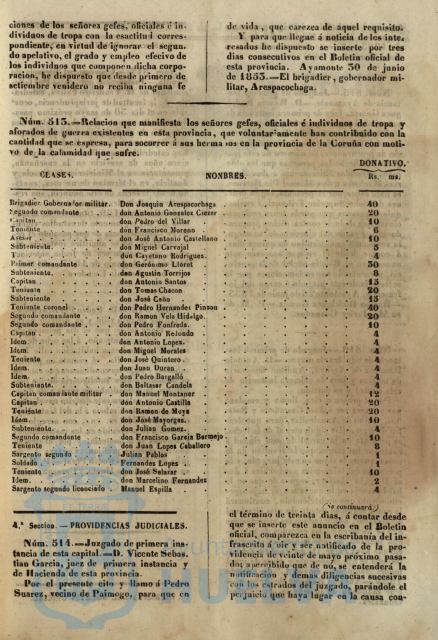 ciones de los señores gefes, oficiales é in-
dividuos de tropa con la esactitud corres-
pondiente, en virtud de ignorar el segun-
do apelativo, el grado y empleo efectivo de
los individuos que componen dicha corpo-
racion, he dispuesto que desde primero de
setiembre venidero no reciba ninguna fe
de vida, que carezca de aquel requisito.
Y para que llegue á noticia de los inte-
resados he dispuesto se inserte por tres
dias consecutivos en el Boletin oficial de
esta provincia. Ayamonte 30 de junio
de 1853.—El brigadier, gobernador mi-
litar, Arespacochaga.
Núm. 513.—Relacion que manifiesta los señores gefes, oficiales é individuos de tropa y
aforados de guerra existentes en esta provincia, que voluntariamente han contribuido con la
cantidad que se espresa, para socorrer á sus hermanos en la provincia de la Coruña con moti-
vo de la calamidad que sufre.
DONATIVO.
CLASES. NOMBRES. Rs. ms.
Brigadier Gobernador militar. Don Joaquin Arespacochaga 40
Segundo comandante don Antonio Gonzalez Ciezar 20
Capitan don Pedro del Villar 10
Teniente don Francisco Moreno 6
Asesor don José Antonio Castellano 10
Subteniente. don Miguel Carvajal 5
Idem. don Cayetano Rodriguez. 4
Primer comandante don Gerónimo Lloret 30
Subteniente. don Agustin Torrijos 8
Capitan don Antonio Santos 15
Teniente don Tomas Chacon 20
Subteniente don José Caño 15
Teniente coronel don Pedro Hernandez Pinson 40
Segundo comandante don Ramon Vela Hidalgo. 20
Segundo comandante don Pedro Fonfreda. 10
Capitan don Antonio Redondo 4
Idem. don Antonio Lopez. 4
Idem. don Miguel Morales 4
Teniente don José Quintero 4
Idem. don Juan Duran 4
Idem. don Pedro Bargalló 4
Subteniente. don Baltasar Candela 4
Capitan comandante militar don Manuel Montaner 12
Capitan don Antonio Castilla 20
Teniente don Ramon de Moya 20
Idem. don José Mayorgas. 10
Subteniente. don Julian Gomez. 4
Segundo comandante don Francisco Garcia Bermejo 10
Teniente don Juan Lopez Caballero 8
Sargento segundo Julian Pablos 1
Soldado Fernandes Lopes 1
Teniente don José Salazar 10
Idem. don Marcelino Fernandes 2
Sargento segundo licenciado Manuel Espilla 4
(Se continuará.)
4.ª Seccion.—PROVIDENCIAS JUDICIALES.
Núm. 514.—Juzgado de primera ins-
tancia de esta capital.—D. Vicente Sebas-
tian Garcia, juez de primera instancia y
de Hacienda de esta provincia.
Por el presente cito y llamo á Pedro
Suarez, vecino de Paimogo, para que en
el término de treinta dias, á contar desde
que se inserte este anuncio en el Boletin
oficial, comparezca en la escribanía del in-
frascrito á oir y ser notificado de la pro-
videncia de veinte de mayo próximo pasa-
do; apercibido que de nó, se entenderá la
notificacion y demas diligencias sucesivas
con los estrados del juzgado, parándole el
perjuicio que haya lugar en la causa con-